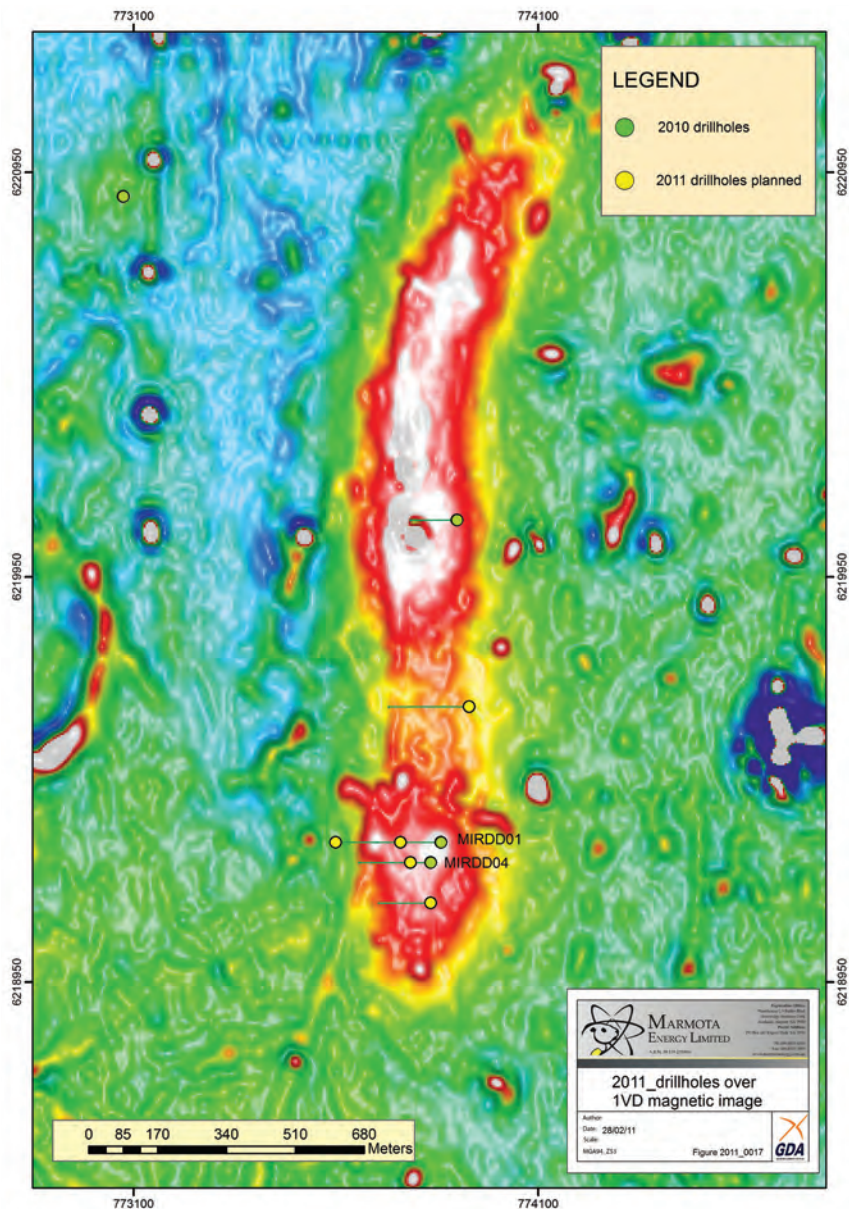 773100
774100
LEGEND
2010 drillholes
2011 drillholes planned
6220950
6220950
6219950
6219950
MIRDD01
MIRDD04
6218950
6218950
MARMOTA
ENERGY LIMITED
2011_drillholes over
1VD magnetic image
Author:
Date: 28/02/11
Scale:
Figure 2011_0017
GDA
0 85 170 340 510 680
Meters
773100
774100